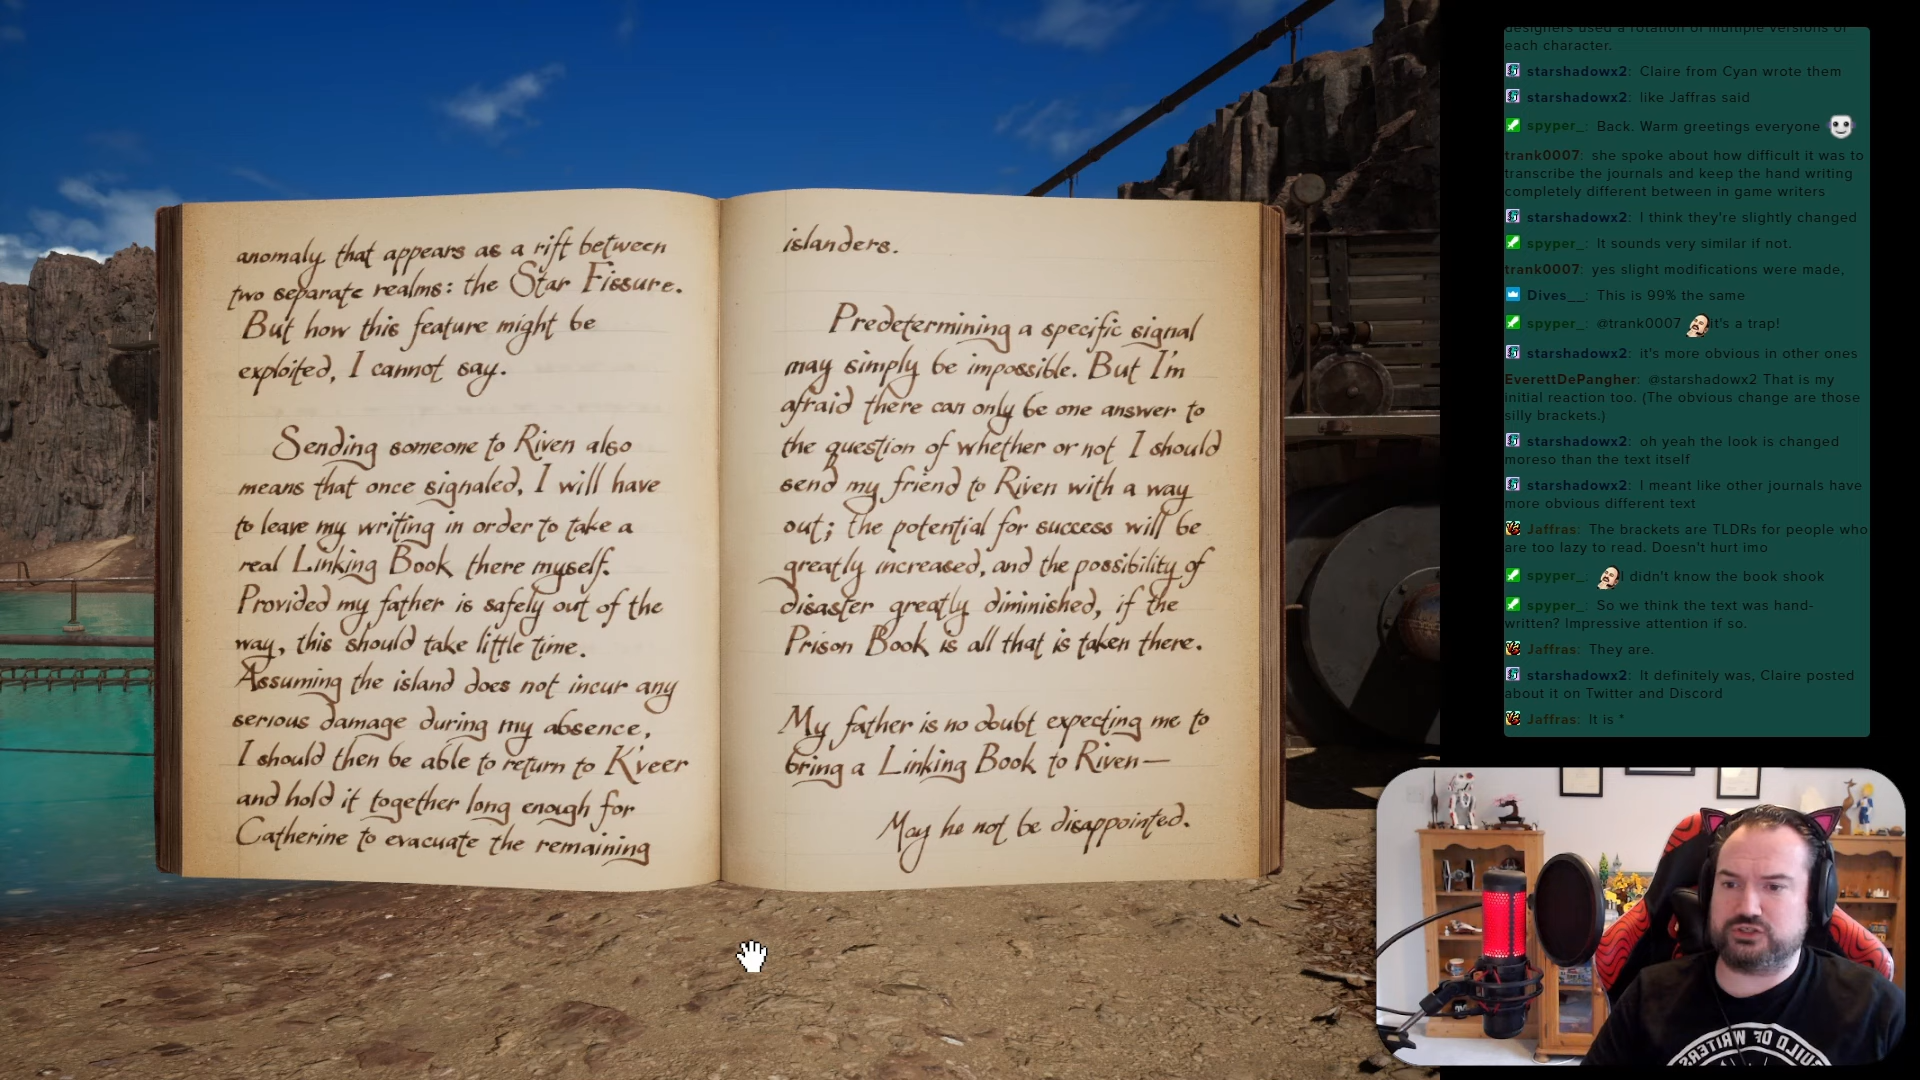 anomaly that appears as a rift between
two separate realms: the Star Fissure.
But how this feature might be
exploited, I cannot say.
Sending someone to Riven also
means that once signaled, I will have
to leave my writing in order to take a
real Linking Book there myself.
Provided my father is safely out of the
way, this should take little time.
Assuming the island does not incur any
serious damage during my absence,
I should then be able to return to K'veer
and hold it together long enough for
Catherine to evacuate the remaining
islanders.
Predetermining a specific signal
may simply be impossible. But I'm
afraid there can only be one answer to
the question of whether or not I should
send my friend to Riven with a way
out; the potential for success will be
greatly increased, and the possibility of
disaster greatly diminished, if the
Prison Book is all that is taken there.
My father is no doubt expecting me to
bring a Linking Book to Riven—
May he not be disappointed.
designers used a rotation of multiple versions of
each character.
starshadowx2: Claire from Cyan wrote them
starshadowx2: like Jaffras said
spyper_: Back. Warm greetings everyone
trank0007: she spoke about how difficult it was to
transcribe the journals and keep the hand writing
completely different between in game writers
starshadowx2: I think they're slightly changed
spyper_: It sounds very similar if not.
trank0007: yes slight modifications were made,
Dives__: This is 99% the same
spyper_: @trank0007 it's a trap!
starshadowx2: it's more obvious in other ones
EverettDePangher: @starshadowx2 That is my
initial reaction too. (The obvious change are those
silly brackets.)
starshadowx2: oh yeah the look is changed
moreso than the text itself
starshadowx2: I meant like other journals have
more obvious different text
Jaffras: The brackets are TLDRs for people who
are too lazy to read. Doesn't hurt imo
spyper_: I didn't know the book shook
spyper_: So we think the text was hand-
written? Impressive attention if so.
Jaffras: They are.
starshadowx2: It definitely was, Claire posted
about it on Twitter and Discord
Jaffras: It is *
GUILD OF WRITERS